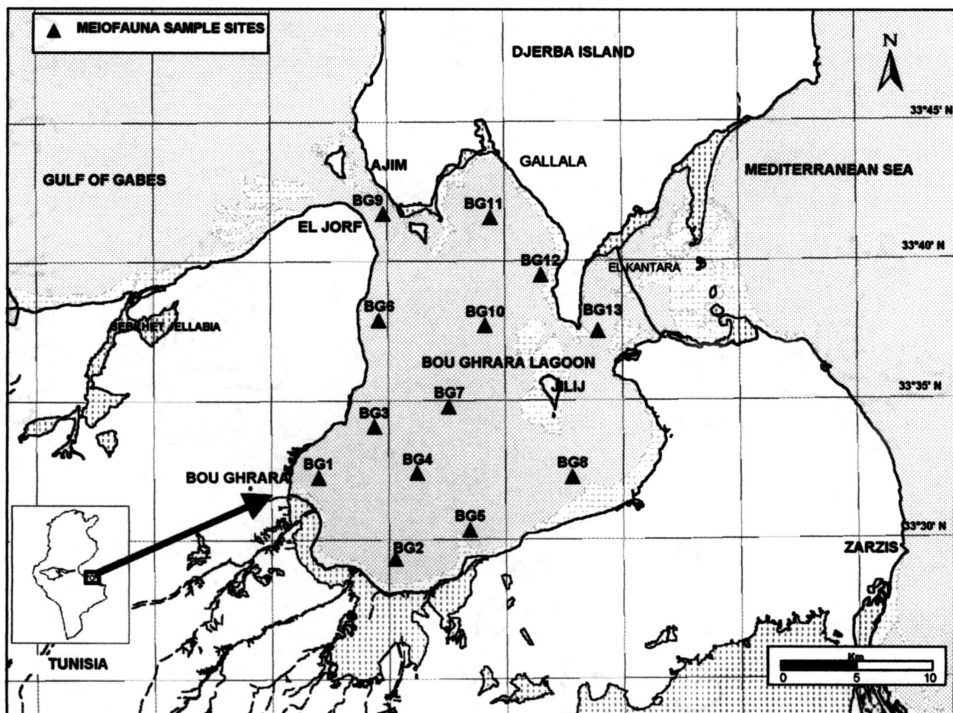 MEIOFAUNA SAMPLE SITES
DJERBA ISLAND
N
33°45' N
AJIM
GALLALA
MEDITERRANEAN SEA
GULF OF GABES
BG9
BG11
EL JORF
33°40' N
BG12
EL KANTARA
BG6
BG10
BG13
SEBKHET JELLABIA
BOU GHRARA LAGOON
JILIJ
33°35' N
BG7
BG3
BOU GHRARA
BG1
BG4
BG8
33°30' N
BG5
BG2
ZARZIS
TUNISIA
Km
0 5 10